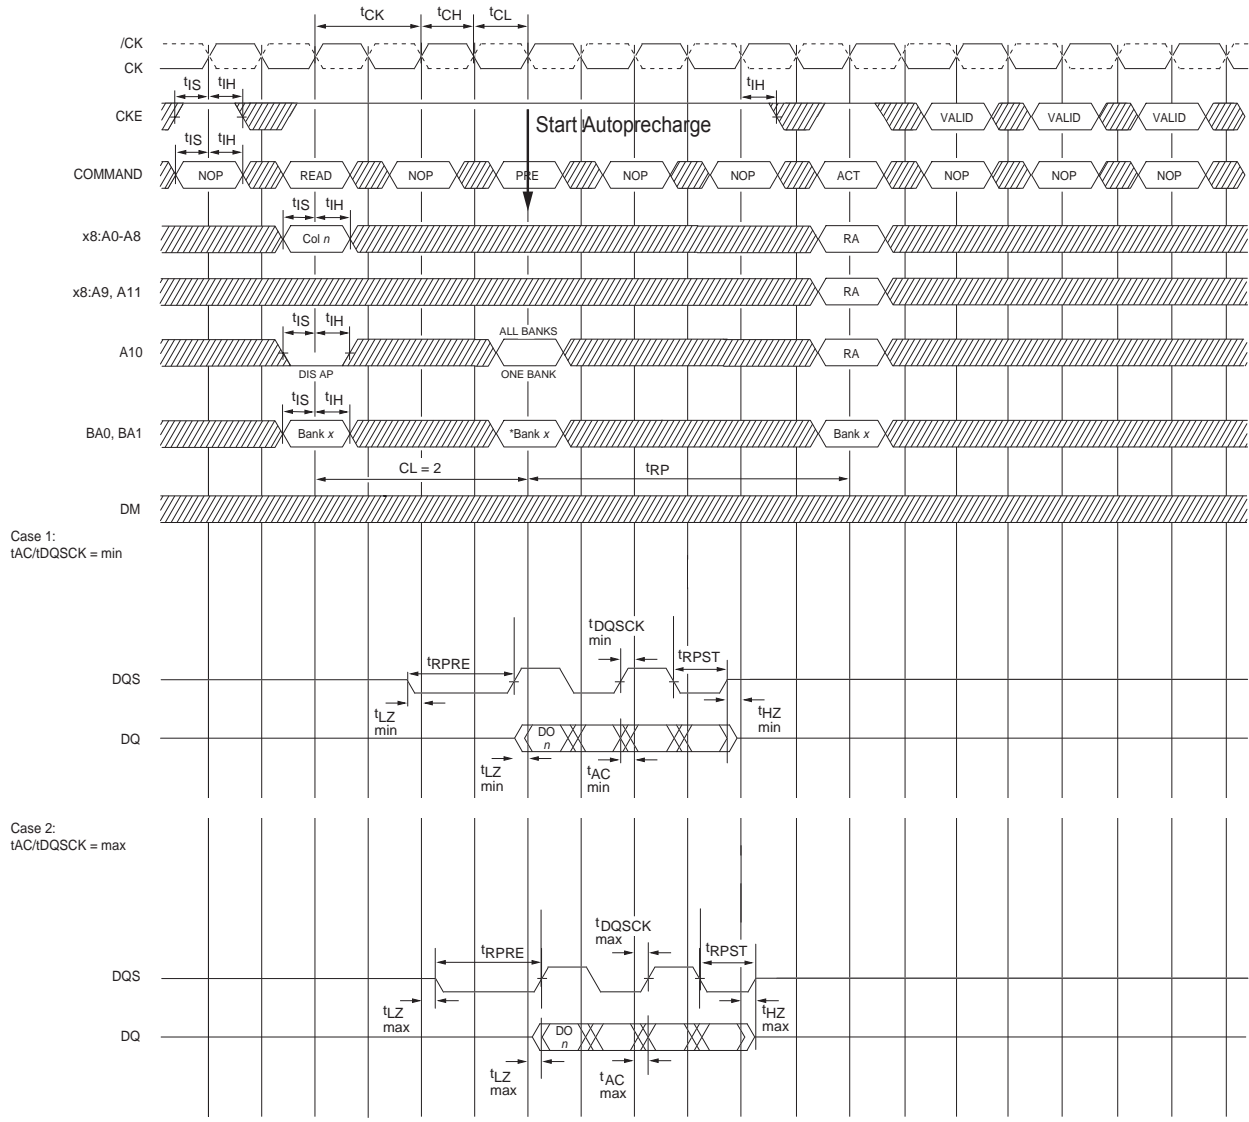 tCK tCH tCL
/CK
CK
tIS tIH tIH
CKE VALID VALID VALID
Start Autoprecharge
tIS tIH
COMMAND NOP READ NOP PRE NOP NOP ACT NOP NOP NOP
tIS tIH
x8:A0-A8 Col n RA
x8:A9, A11 RA
tIS tIH ALL BANKS
A10 RA
DIS AP ONE BANK
tIS tIH
BA0, BA1 Bank x *Bank x Bank x
CL = 2 tRP
DM
Case 1:
tAC/tDQSCK = min
tDQSCK
min
tRPRE tRPST
DQS
tLZ
min
tHZ
min
DQ DO
n
tLZ
min
tAC
min
Case 2:
tAC/tDQSCK = max
tDQSCK
max
tRPRE tRPST
DQS
tLZ
max
tHZ
max
DQ DO
n
tLZ
max
tAC
max